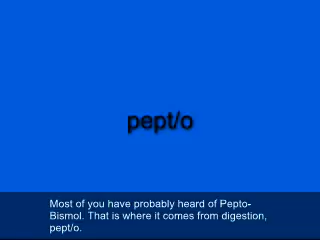 pept/o
Most of you have probably heard of Pepto-
Bismol. That is where it comes from digestion,
pept/o.